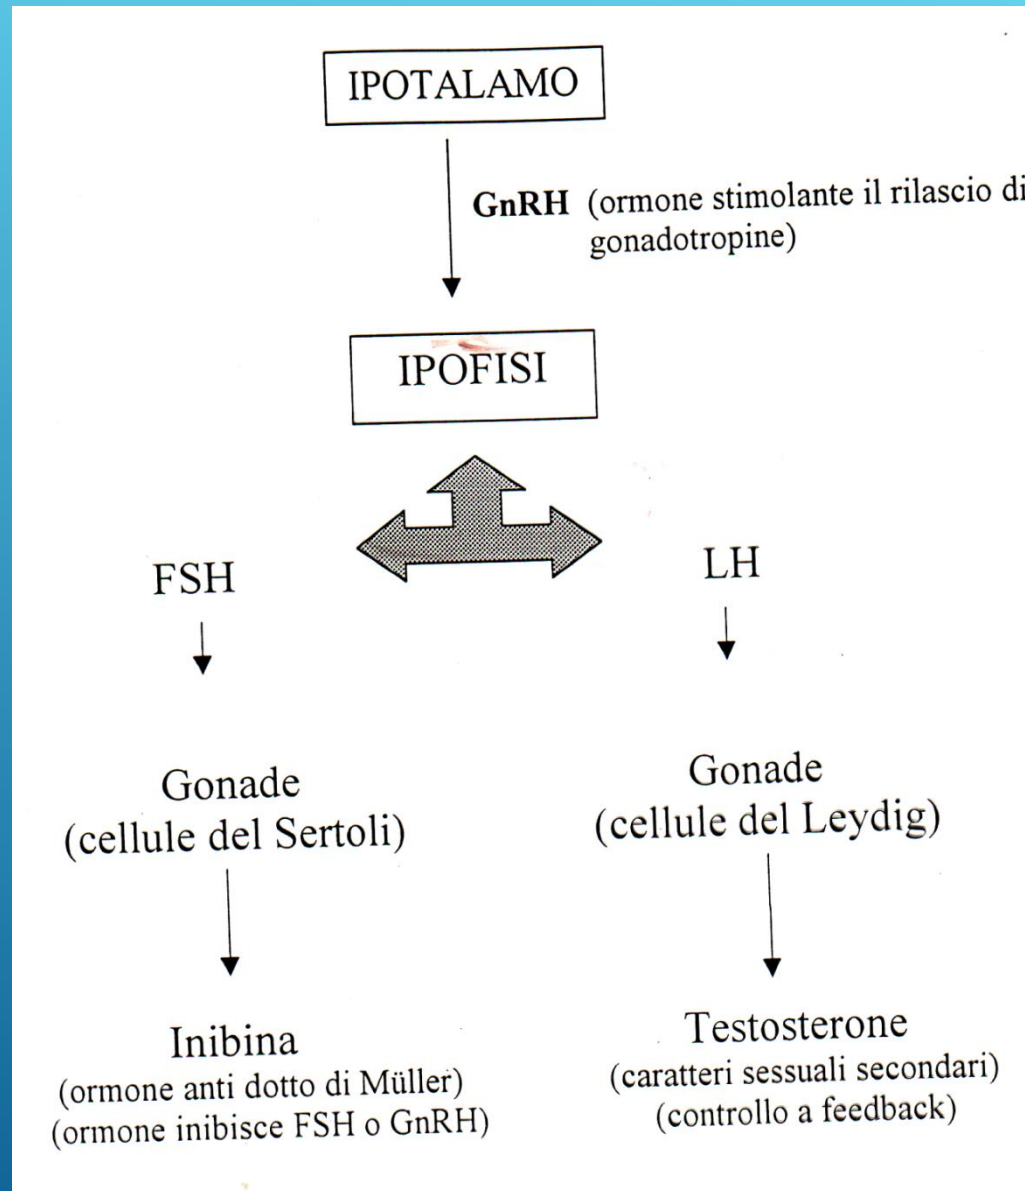 IPOTALAMO
GnRH (ormone stimolante il rilascio di
gonadotropine)
IPOFISI
FSH
LH
Gonade
(cellule del Sertoli)
Gonade
(cellule del Leydig)
Inibina
(ormone anti dotto di Müller)
(ormone inibisce FSH o GnRH)
Testosterone
(caratteri sessuali secondari)
(controllo a feedback)